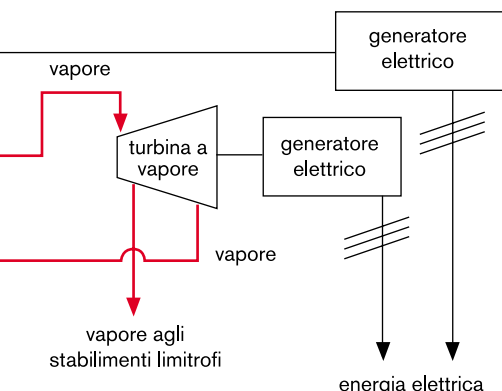 generatore
elettrico
vapore
turbina a
vapore
generatore
elettrico
vapore
vapore agli
stabilimenti limitrofi
energia elettrica